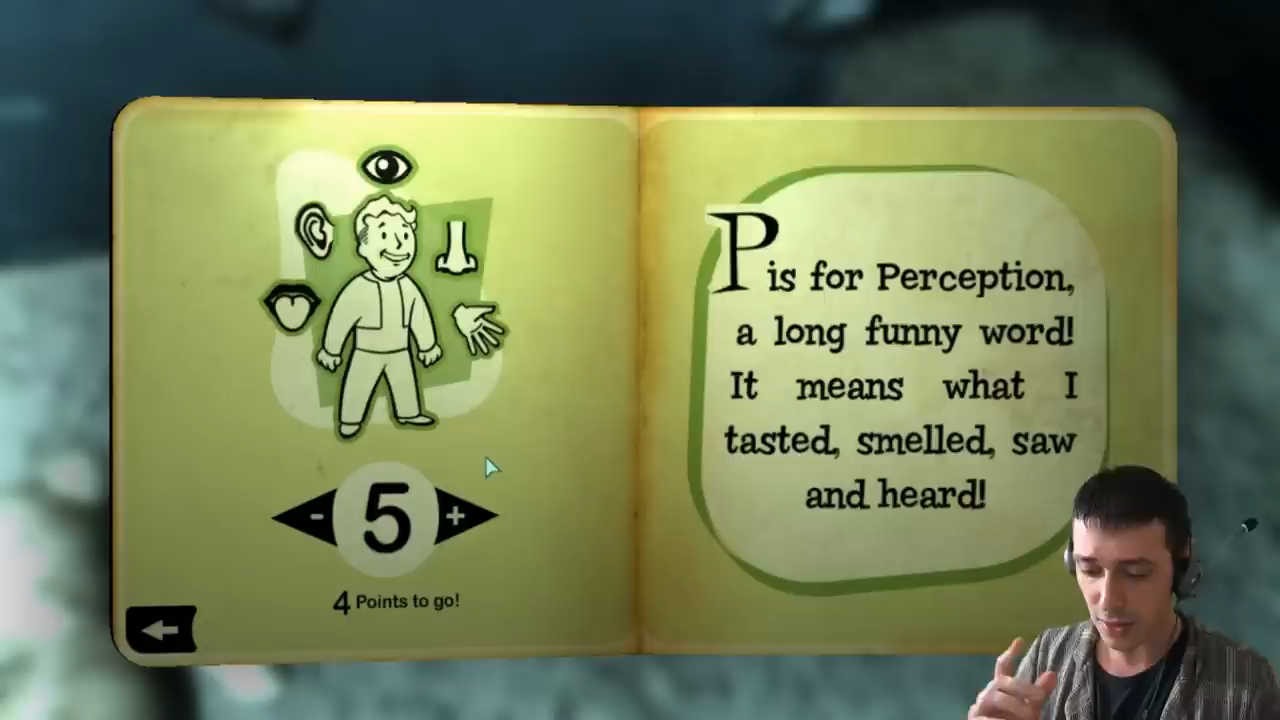 - 5 +
4 Points to go!
P is for Perception,
a long funny word!
It means what I
tasted, smelled, saw
and heard!